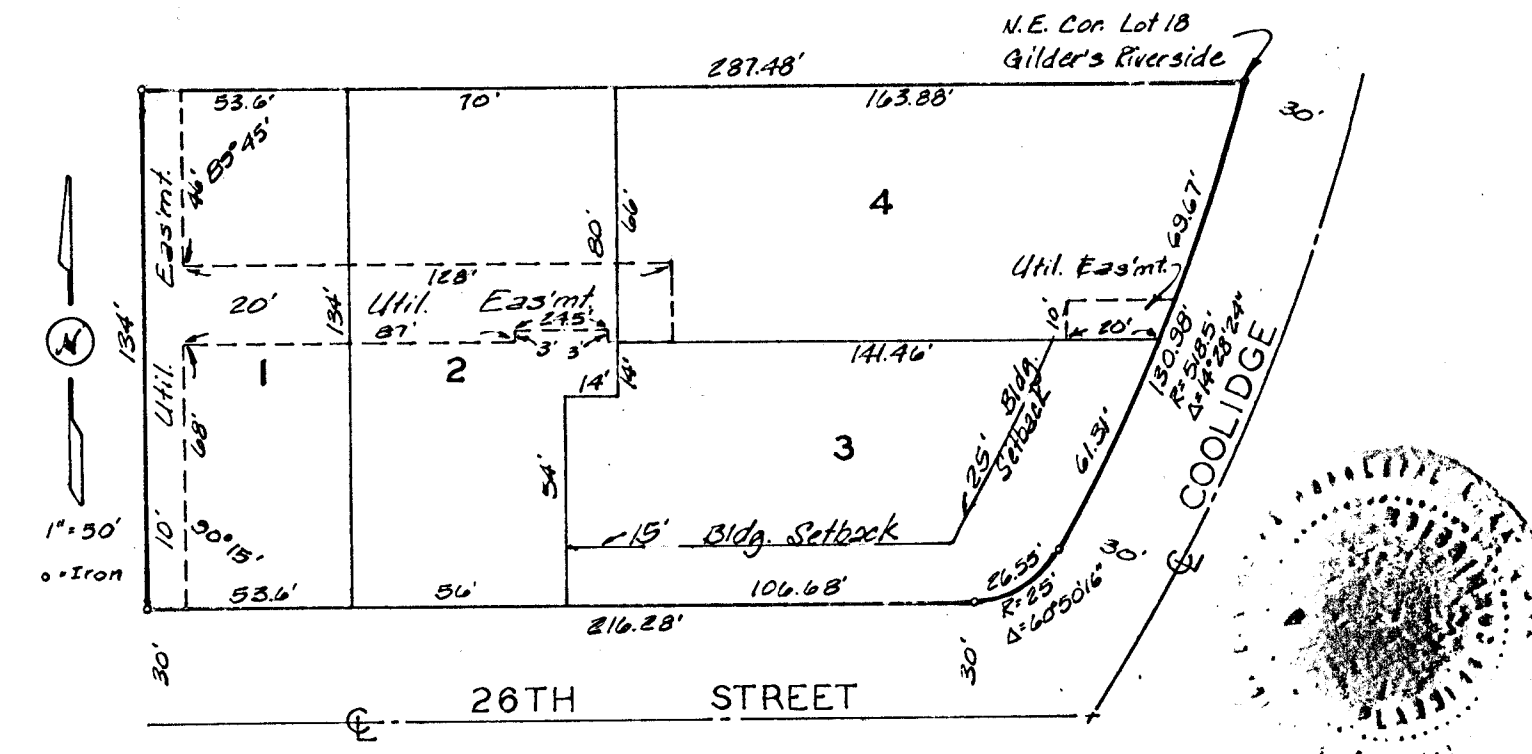 N.E. Cor. Lot 18
Gilder's Riverside
287.48'
53.6'
70'
163.88'
30'
89°45'
46'
Eas'mt.
66'
80'
4
69.67'
128'
Util. Eas'mt.
20'
134'
Util. Eas'mt.
24.5'
87'
3'
3'
10'
20'
134'
141.46'
130.98'
R=518.5'
Δ=14°28'24"
1
2
14'
14'
Util.
68'
Bldg.
Setback
25'
3
61.31'
COOLIDGE
54'
1"=50'
o=Iron
10'
90°15'
15'
Bldg. Setback
30'
53.6'
56'
106.68'
26.55'
R=25'
Δ=60°50'16"
216.28'
30'
30'
26TH STREET